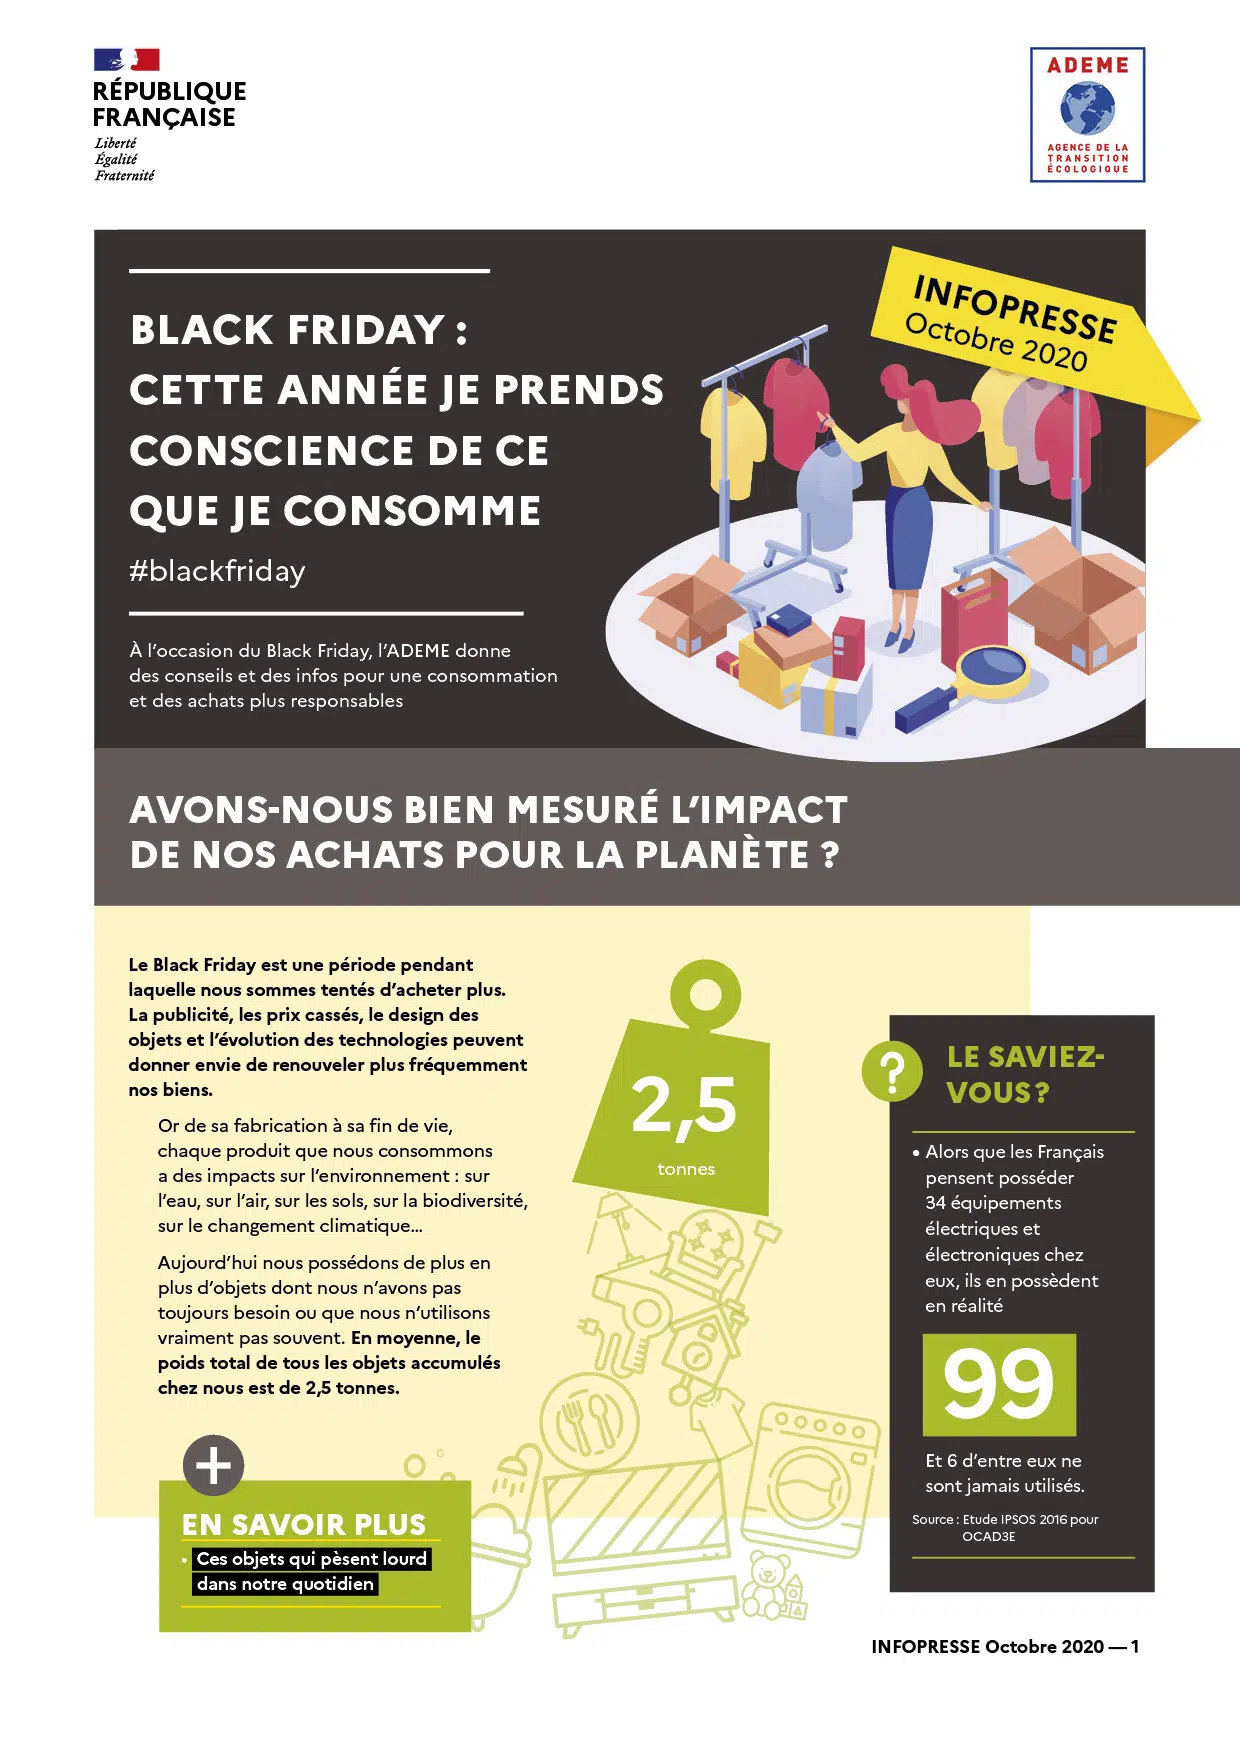 RÉPUBLIQUE
FRANÇAISE
Liberté
Égalité
Fraternité
ADEME
AGENCE DE LA
TRANSITION
ÉCOLOGIQUE
INFOPRESSE
Octobre 2020
BLACK FRIDAY :
CETTE ANNÉE JE PRENDS
CONSCIENCE DE CE
QUE JE CONSOMME
#blackfriday
À l’occasion du Black Friday, l’ADEME donne
des conseils et des infos pour une consommation
et des achats plus responsables
AVONS-NOUS BIEN MESURÉ L’IMPACT
DE NOS ACHATS POUR LA PLANÈTE ?
Le Black Friday est une période pendant
laquelle nous sommes tentés d’acheter plus.
La publicité, les prix cassés, le design des
objets et l’évolution des technologies peuvent
donner envie de renouveler plus fréquemment
nos biens.
Or de sa fabrication à sa fin de vie,
chaque produit que nous consommons
a des impacts sur l’environnement : sur
l’eau, sur l’air, sur les sols, sur la biodiversité,
sur le changement climatique…
Aujourd’hui nous possédons de plus en
plus d’objets dont nous n’avons pas
toujours besoin ou que nous n’utilisons
vraiment pas souvent. En moyenne, le
poids total de tous les objets accumulés
chez nous est de 2,5 tonnes.
2,5
tonnes
+
EN SAVOIR PLUS
• Ces objets qui pèsent lourd
dans notre quotidien
?
LE SAVIEZ-
VOUS ?
• Alors que les Français
pensent posséder
34 équipements
électriques et
électroniques chez
eux, ils en possèdent
en réalité
99
Et 6 d’entre eux ne
sont jamais utilisés.
Source : Etude IPSOS 2016 pour
OCAD3E
INFOPRESSE Octobre 2020 — 1